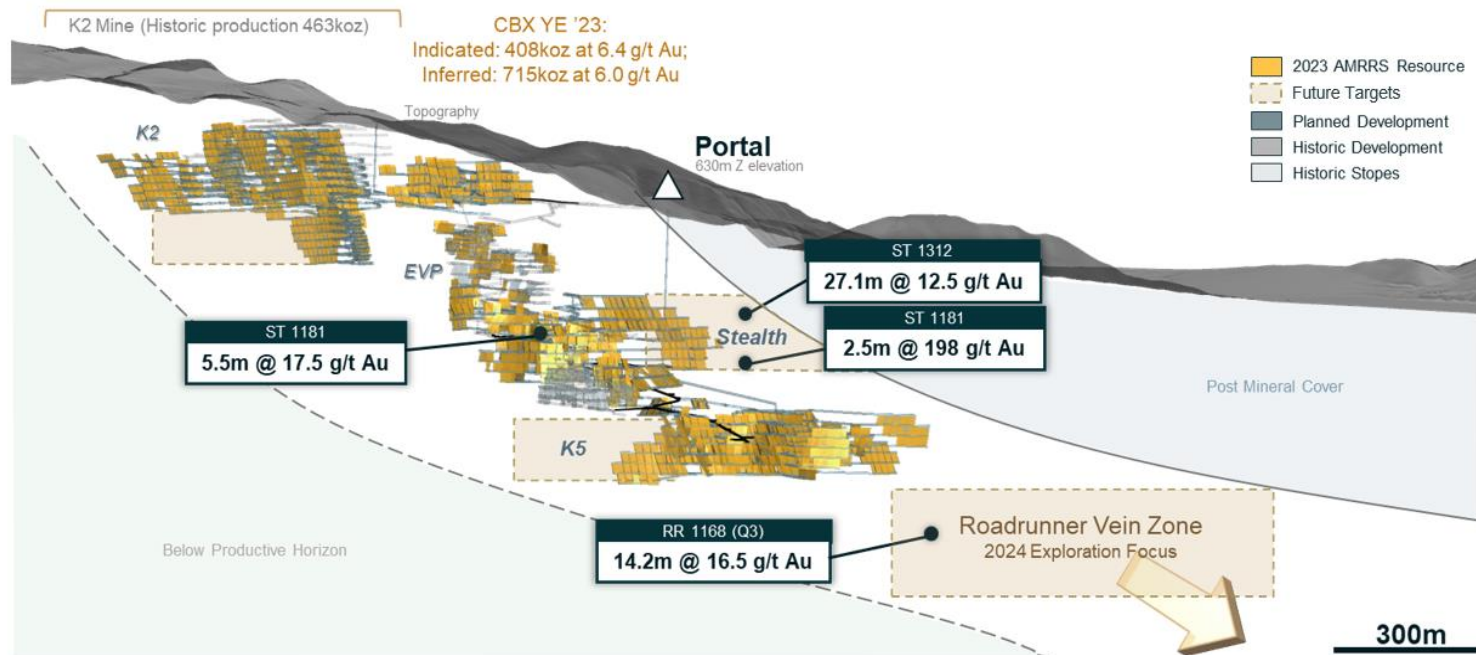 K2 Mine (Historic production 463koz)
CBX YE '23:
Indicated: 408koz at 6.4 g/t Au;
Inferred: 715koz at 6.0 g/t Au
2023 AMRRS Resource
Future Targets
Planned Development
Historic Development
Historic Stopes
Topography
K2
Portal
630m Z elevation
EVP
ST 1312
27.1m @ 12.5 g/t Au
ST 1181
5.5m @ 17.5 g/t Au
Stealth
ST 1181
2.5m @ 198 g/t Au
Post Mineral Cover
K5
Roadrunner Vein Zone
2024 Exploration Focus
RR 1168 (Q3)
14.2m @ 16.5 g/t Au
Below Productive Horizon
300m